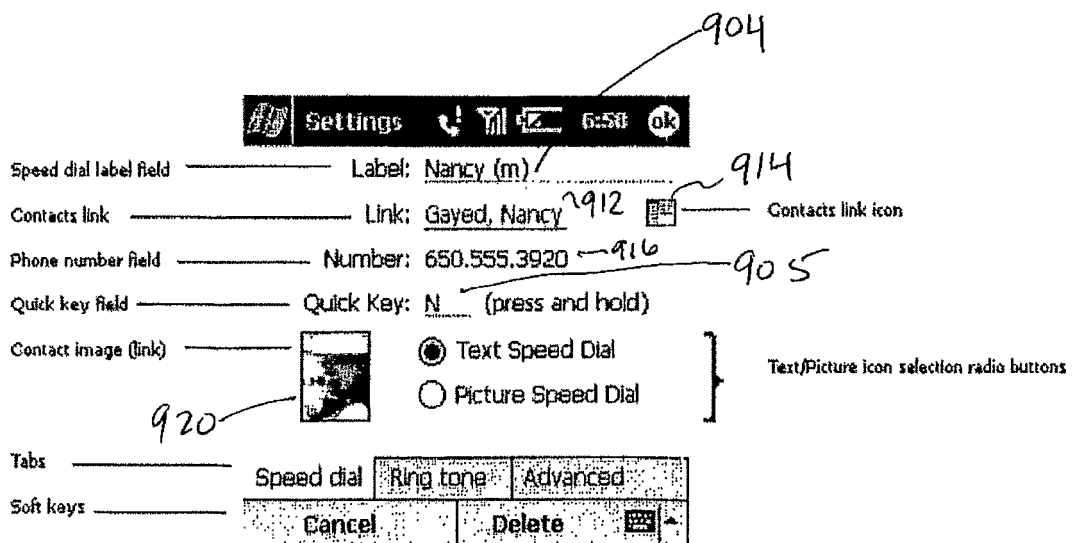 904
Settings 6:50 ok
Speed dial label field Label: Nancy (m)
914
Contacts link Link: Gayed, Nancy 912 Contacts link icon
Phone number field Number: 650.555.3920 916
905
Quick key field Quick Key: N (press and hold)
Contact image (link) Text Speed Dial
Text/Picture icon selection radio buttons
Picture Speed Dial
920
Tabs Speed dial Ring tone Advanced
Soft keys Cancel Delete